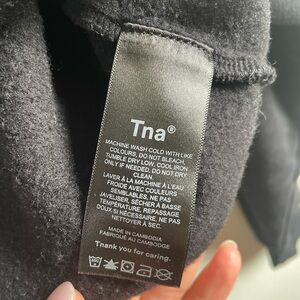 Tna®
MACHINE WASH COLD WITH LIKE
COLOURS, DO NOT BLEACH,
TUMBLE DRY LOW. COOL IRON
ONLY IF NEEDED. DO NOT DRY
CLEAN.
LAVER À LA MACHINE À L'EAU
FROIDE AVEC COULEURS
SEMBLABLES, NE PAS
JAVELISER, SÉCHER À BASSE
TEMPÉRATURE. REPASSAGE
DOUX SI NÉCESSAIRE. NE PAS
NETTOYER À SEC.
MADE IN CAMBODIA
FABRIQUÉ AU CAMBODGE
Tnank you for caring.